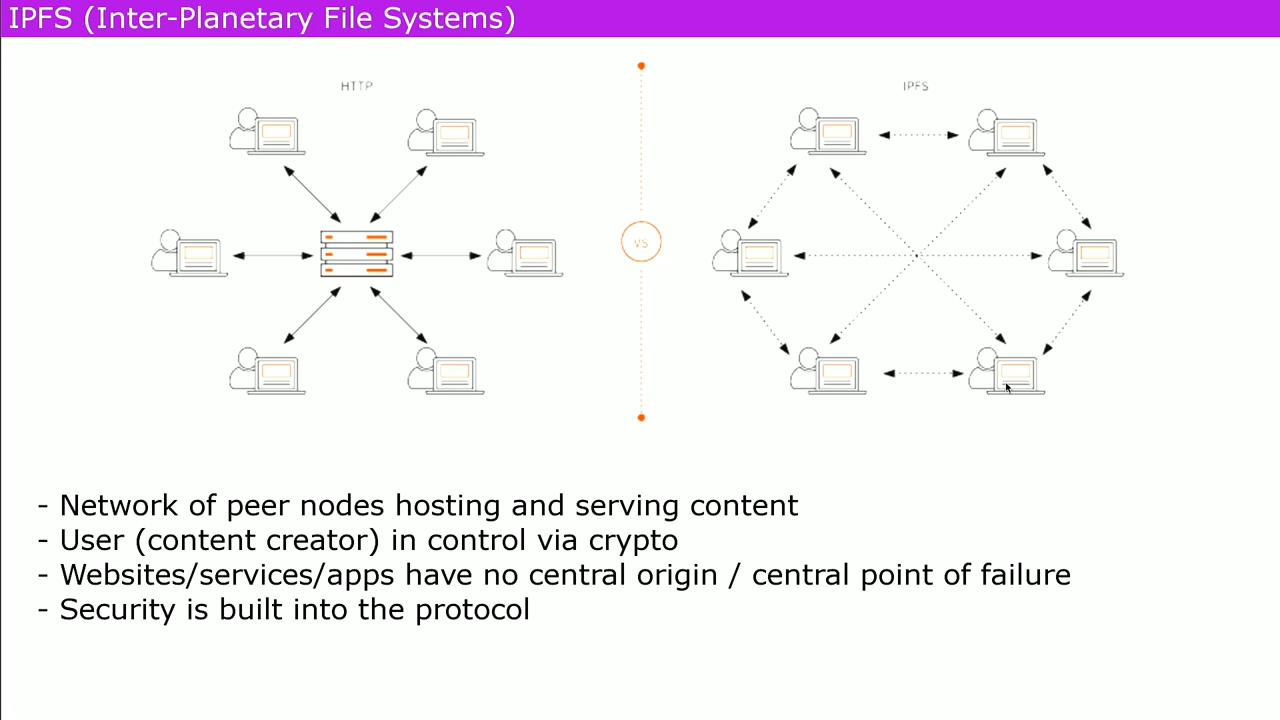 IPFS (Inter-Planetary File Systems)
HTTP
IPFS
VS
- Network of peer nodes hosting and serving content
- User (content creator) in control via crypto
- Websites/services/apps have no central origin / central point of failure
- Security is built into the protocol